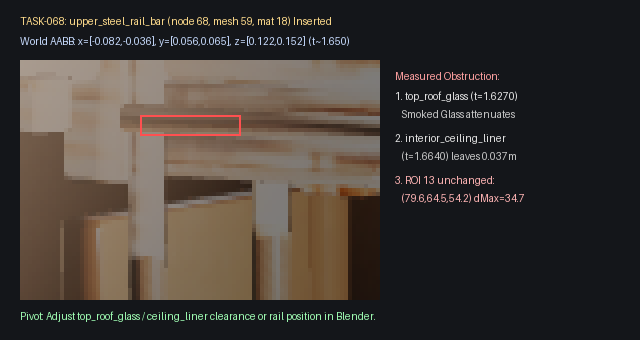 TASK-068: upper_steel_rail_bar (node 68, mesh 59, mat 18) Inserted
World AABB: x=[-0.082,-0.036], y=[0.056,0.065], z=[0.122,0.152] (t~1.650)
Measured Obstruction:
1. top_roof_glass (t=1.6270)
Smoked Glass attenuates
2. interior_ceiling_liner
(t=1.6640) leaves 0.037m
3. ROI 13 unchanged:
(79.6,64.5,54.2) dMax=34.7
Pivot: Adjust top_roof_glass / ceiling_liner clearance or rail position in Blender.